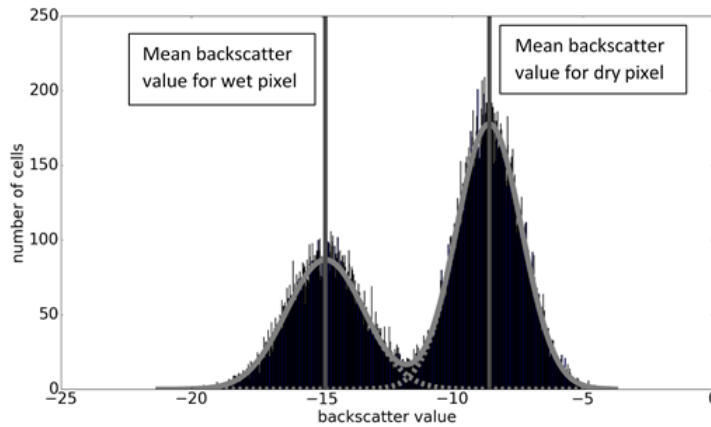 250
200
150
100
50
0
number of cells
Mean backscatter
value for wet pixel
Mean backscatter
value for dry pixel
−25
−20
−15
−10
−5
0
backscatter value